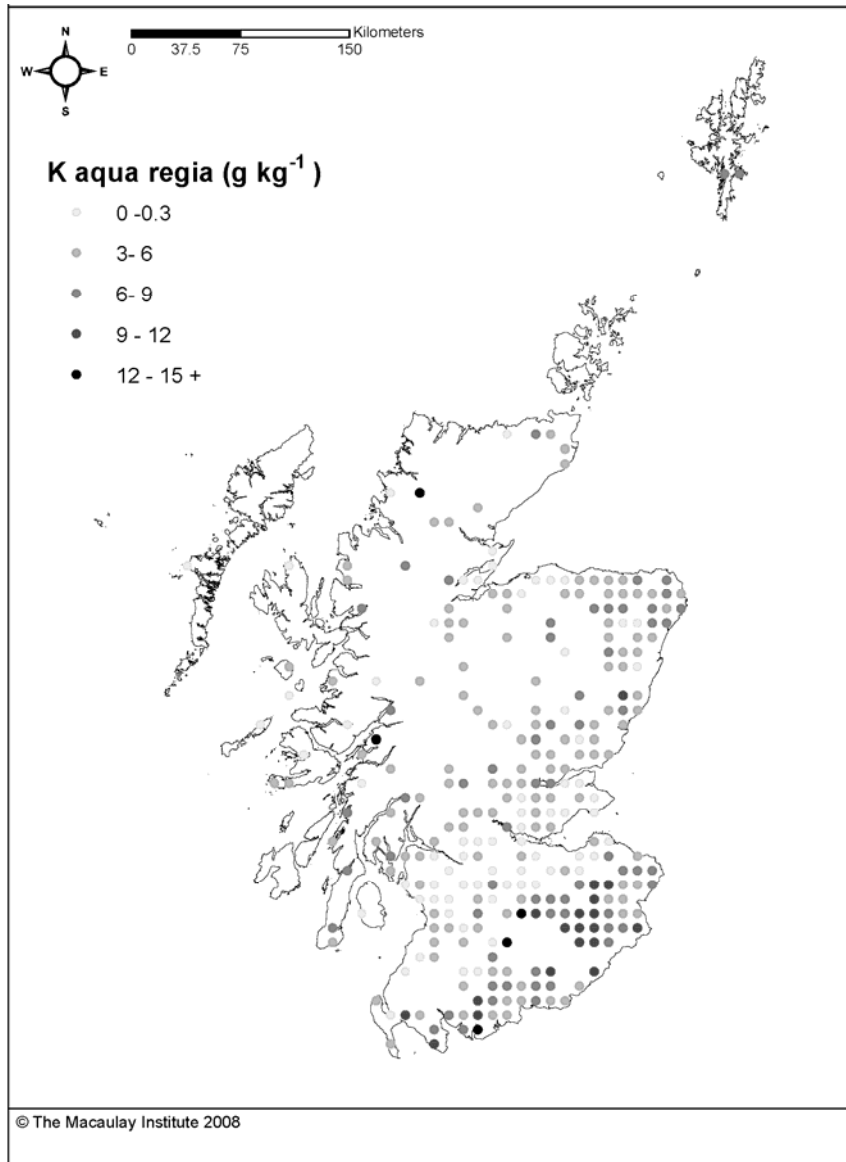 N
W E
S
Kilometers
0 37.5 75 150
K aqua regia (g kg⁻¹ )
0 -0.3
3- 6
6- 9
9 - 12
12 - 15 +
© The Macaulay Institute 2008